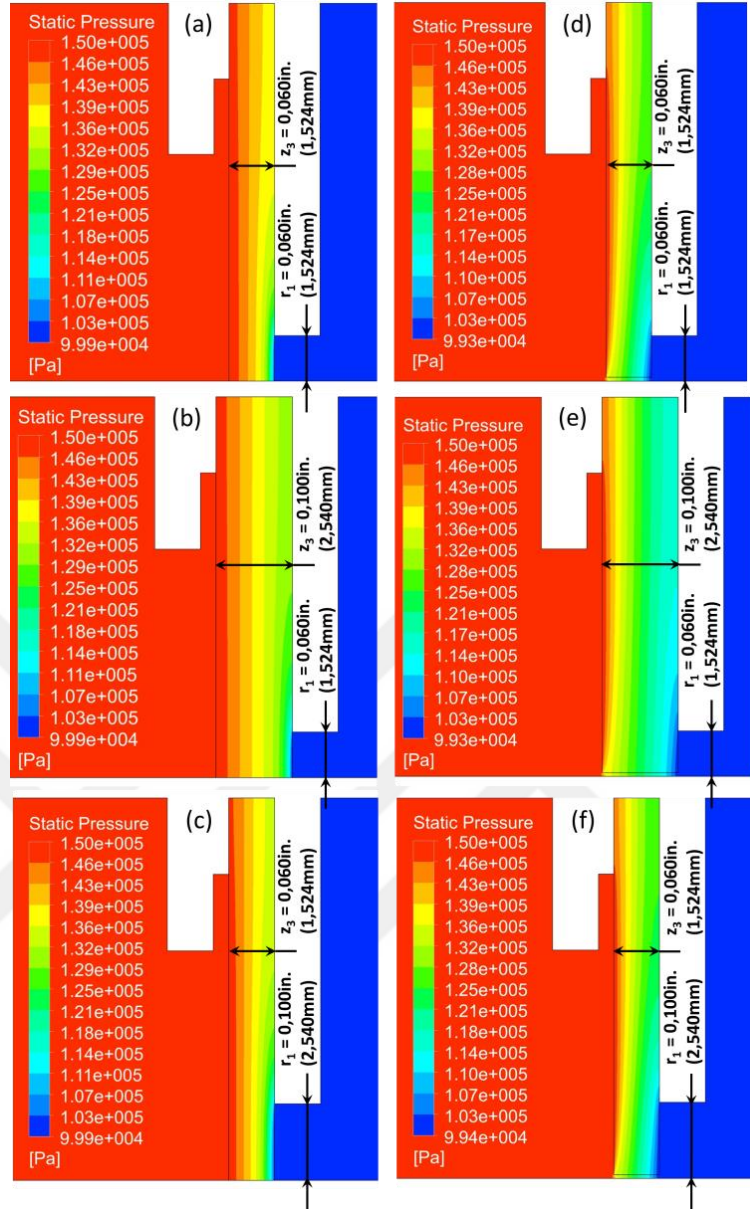 (a)
Static Pressure
1.50e+005
1.46e+005
1.43e+005
1.39e+005
1.36e+005
1.32e+005
1.29e+005
1.25e+005
1.21e+005
1.18e+005
1.14e+005
1.11e+005
1.07e+005
1.03e+005
9.99e+004
[Pa]
z3 = 0,060in.
(1,524mm)
r1 = 0,060in.
(1,524mm)
(d)
Static Pressure
1.50e+005
1.46e+005
1.43e+005
1.39e+005
1.36e+005
1.32e+005
1.28e+005
1.25e+005
1.21e+005
1.17e+005
1.14e+005
1.10e+005
1.07e+005
1.03e+005
9.93e+004
[Pa]
z3 = 0,060in.
(1,524mm)
r1 = 0,060in.
(1,524mm)
(b)
Static Pressure
1.50e+005
1.46e+005
1.43e+005
1.39e+005
1.36e+005
1.32e+005
1.29e+005
1.25e+005
1.21e+005
1.18e+005
1.14e+005
1.11e+005
1.07e+005
1.03e+005
9.99e+004
[Pa]
z3 = 0,100in.
(2,540mm)
r1 = 0,060in.
(1,524mm)
(e)
Static Pressure
1.50e+005
1.46e+005
1.43e+005
1.39e+005
1.36e+005
1.32e+005
1.28e+005
1.25e+005
1.21e+005
1.17e+005
1.14e+005
1.10e+005
1.07e+005
1.03e+005
9.93e+004
[Pa]
z3 = 0,100in.
(2,540mm)
r1 = 0,060in.
(1,524mm)
(c)
Static Pressure
1.50e+005
1.46e+005
1.43e+005
1.39e+005
1.36e+005
1.32e+005
1.29e+005
1.25e+005
1.21e+005
1.18e+005
1.14e+005
1.11e+005
1.07e+005
1.03e+005
9.99e+004
[Pa]
z3 = 0,060in.
(1,524mm)
r1 = 0,100in.
(2,540mm)
(f)
Static Pressure
1.50e+005
1.46e+005
1.43e+005
1.39e+005
1.36e+005
1.32e+005
1.28e+005
1.25e+005
1.21e+005
1.18e+005
1.14e+005
1.10e+005
1.07e+005
1.03e+005
9.94e+004
[Pa]
z3 = 0,060in.
(1,524mm)
r1 = 0,100in.
(2,540mm)